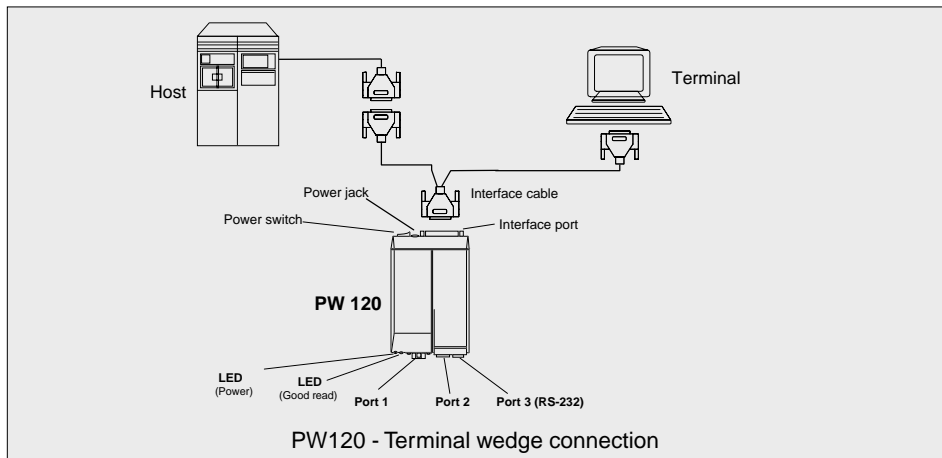 Host
Terminal
Power jack
Interface cable
Power switch
Interface port
PW 120
LED
(Power)
LED
(Good read)
Port 1
Port 2
Port 3 (RS-232)
PW120 - Terminal wedge connection